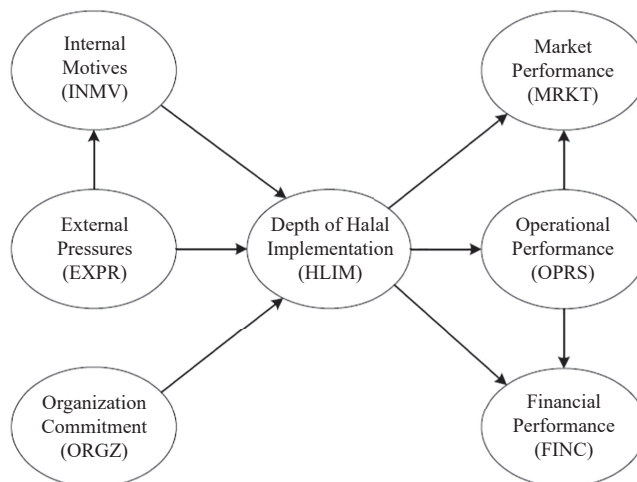 Internal
Motives
(INMV)
Market
Performance
(MRKT)
External
Pressures
(EXPR)
Depth of Halal
Implementation
(HLIM)
Operational
Performance
(OPRS)
Organization
Commitment
(ORGZ)
Financial
Performance
(FINC)